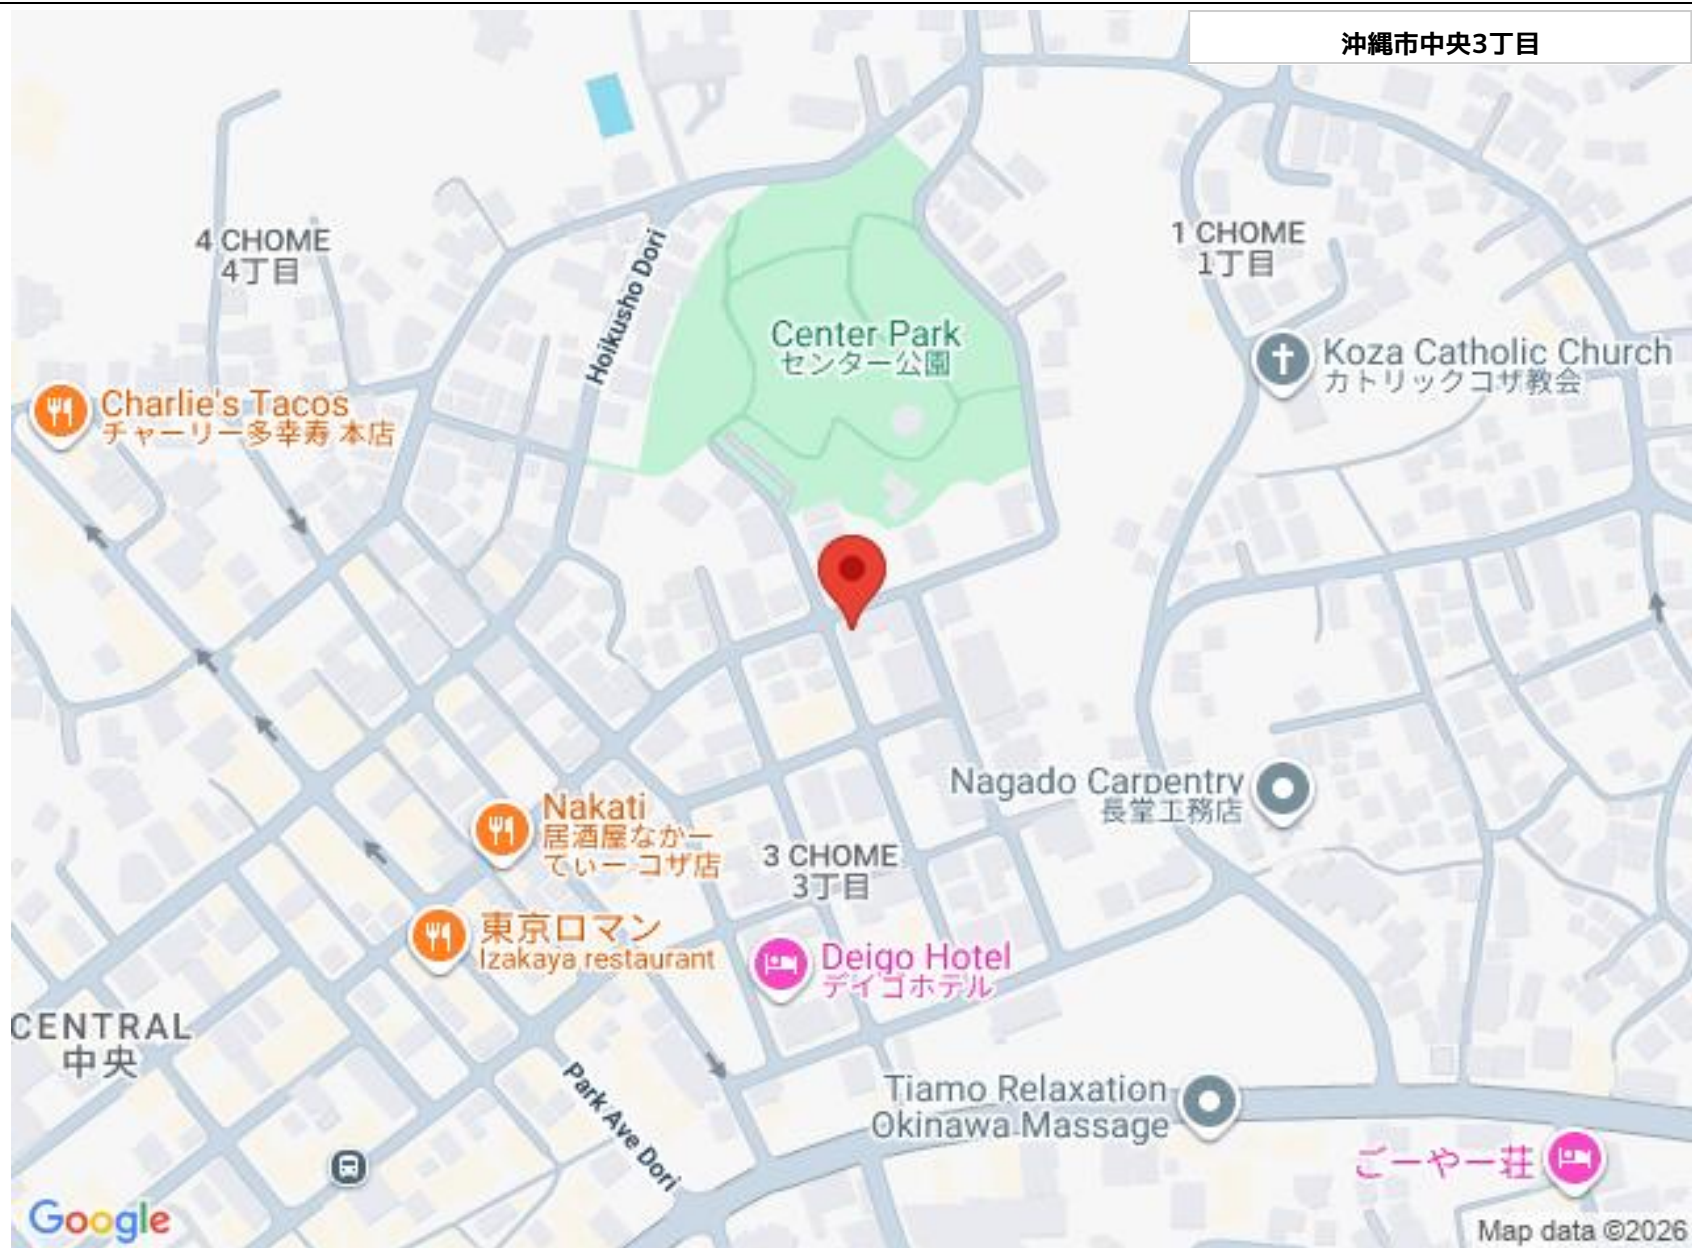 沖縄市中央3丁目
4 CHOME
4丁目
Hoikusho Dori
1 CHOME
1丁目
Center Park
センター公園
Koza Catholic Church
カトリックコザ教会
Charlie's Tacos
チャーリー多幸寿 本店
Nagado Carpentry
長堂工務店
Nakati
居酒屋なかー
てぃー コザ店
3 CHOME
3丁目
東京ロマン
Izakaya restaurant
Deigo Hotel
デイゴホテル
CENTRAL
中央
Park Ave Dori
Tiamo Relaxation
Okinawa Massage
ごーやー荘
Google
Map data ©2026